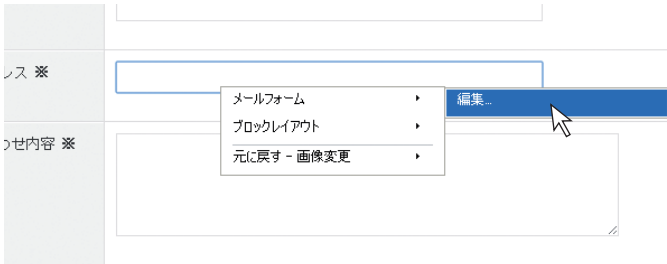 レス ※
メールフォーム
編集...
ブロックレイアウト
元に戻す - 画像変更
わせ内容 ※